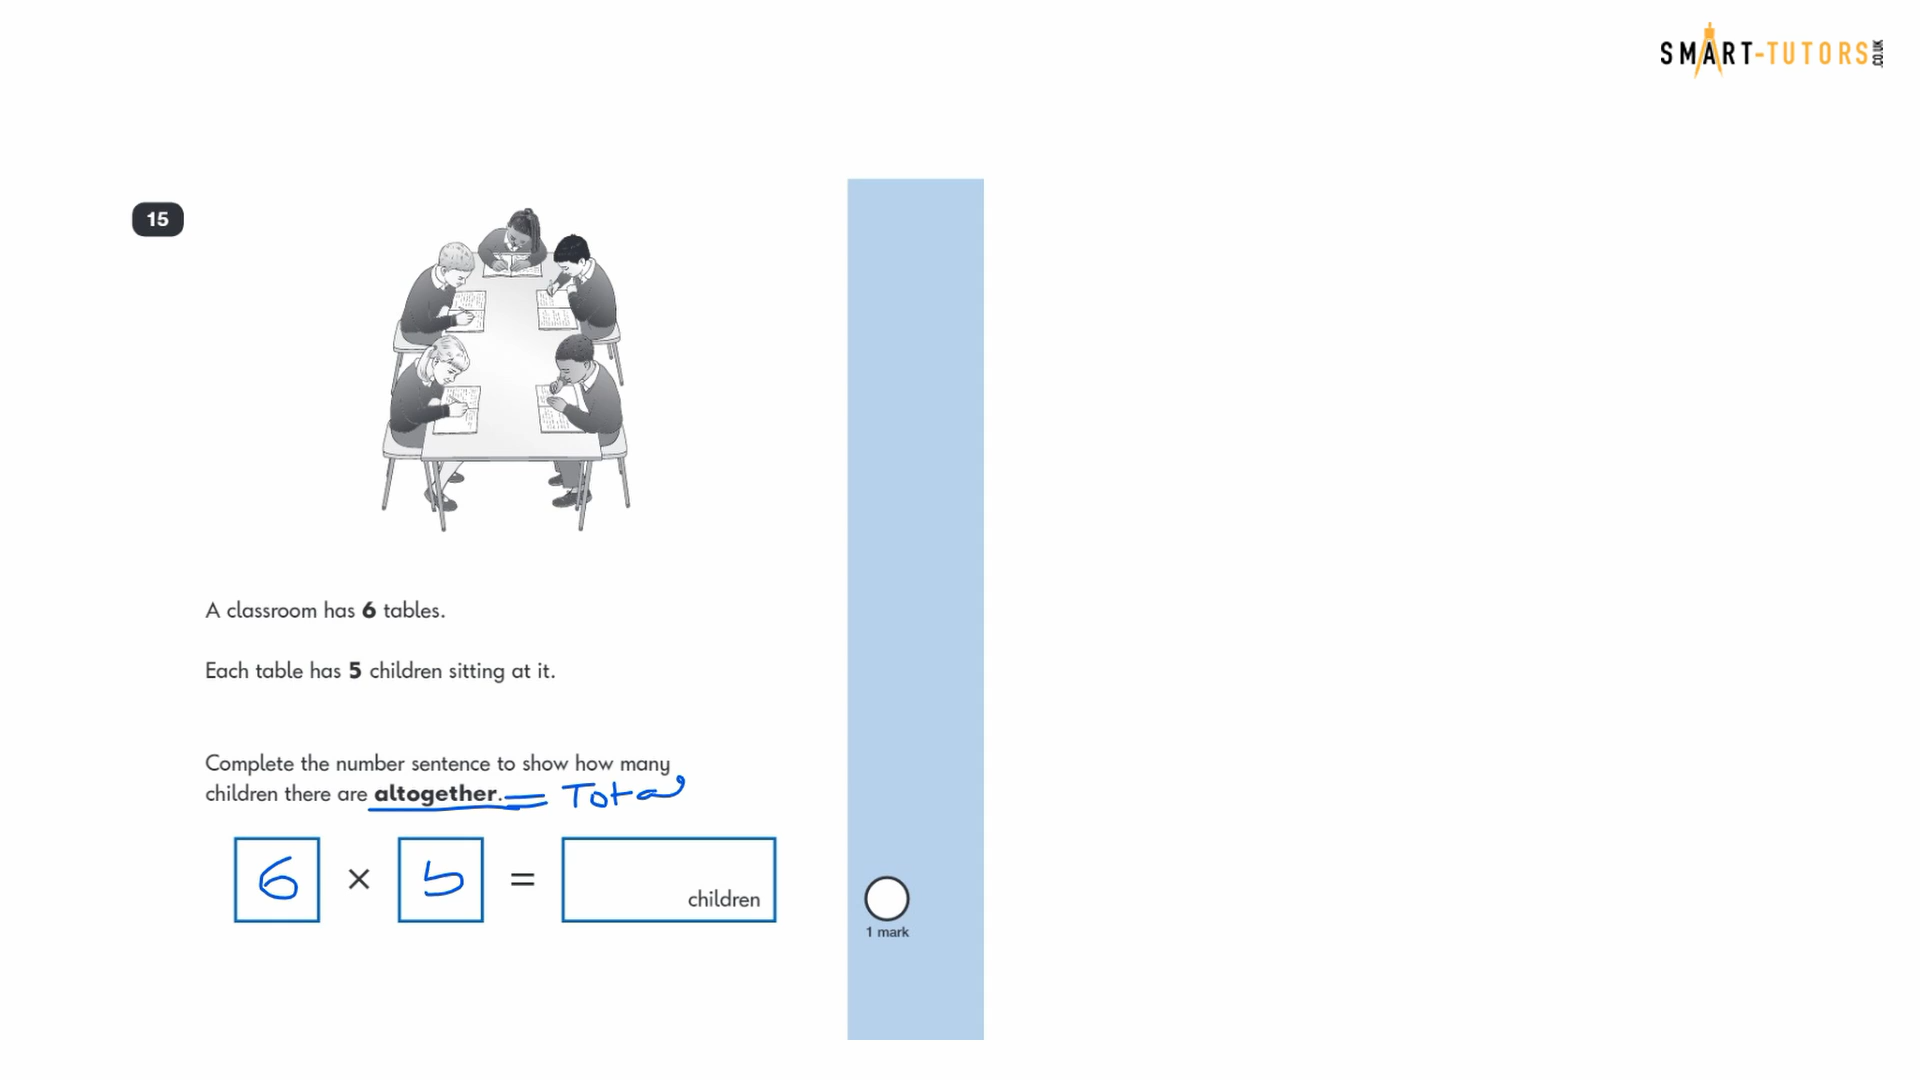 SMART-TUTORS.CO.UK
15
A classroom has 6 tables.
Each table has 5 children sitting at it.
Complete the number sentence to show how many
children there are altogether. = Total
6 × 5 = children
1 mark